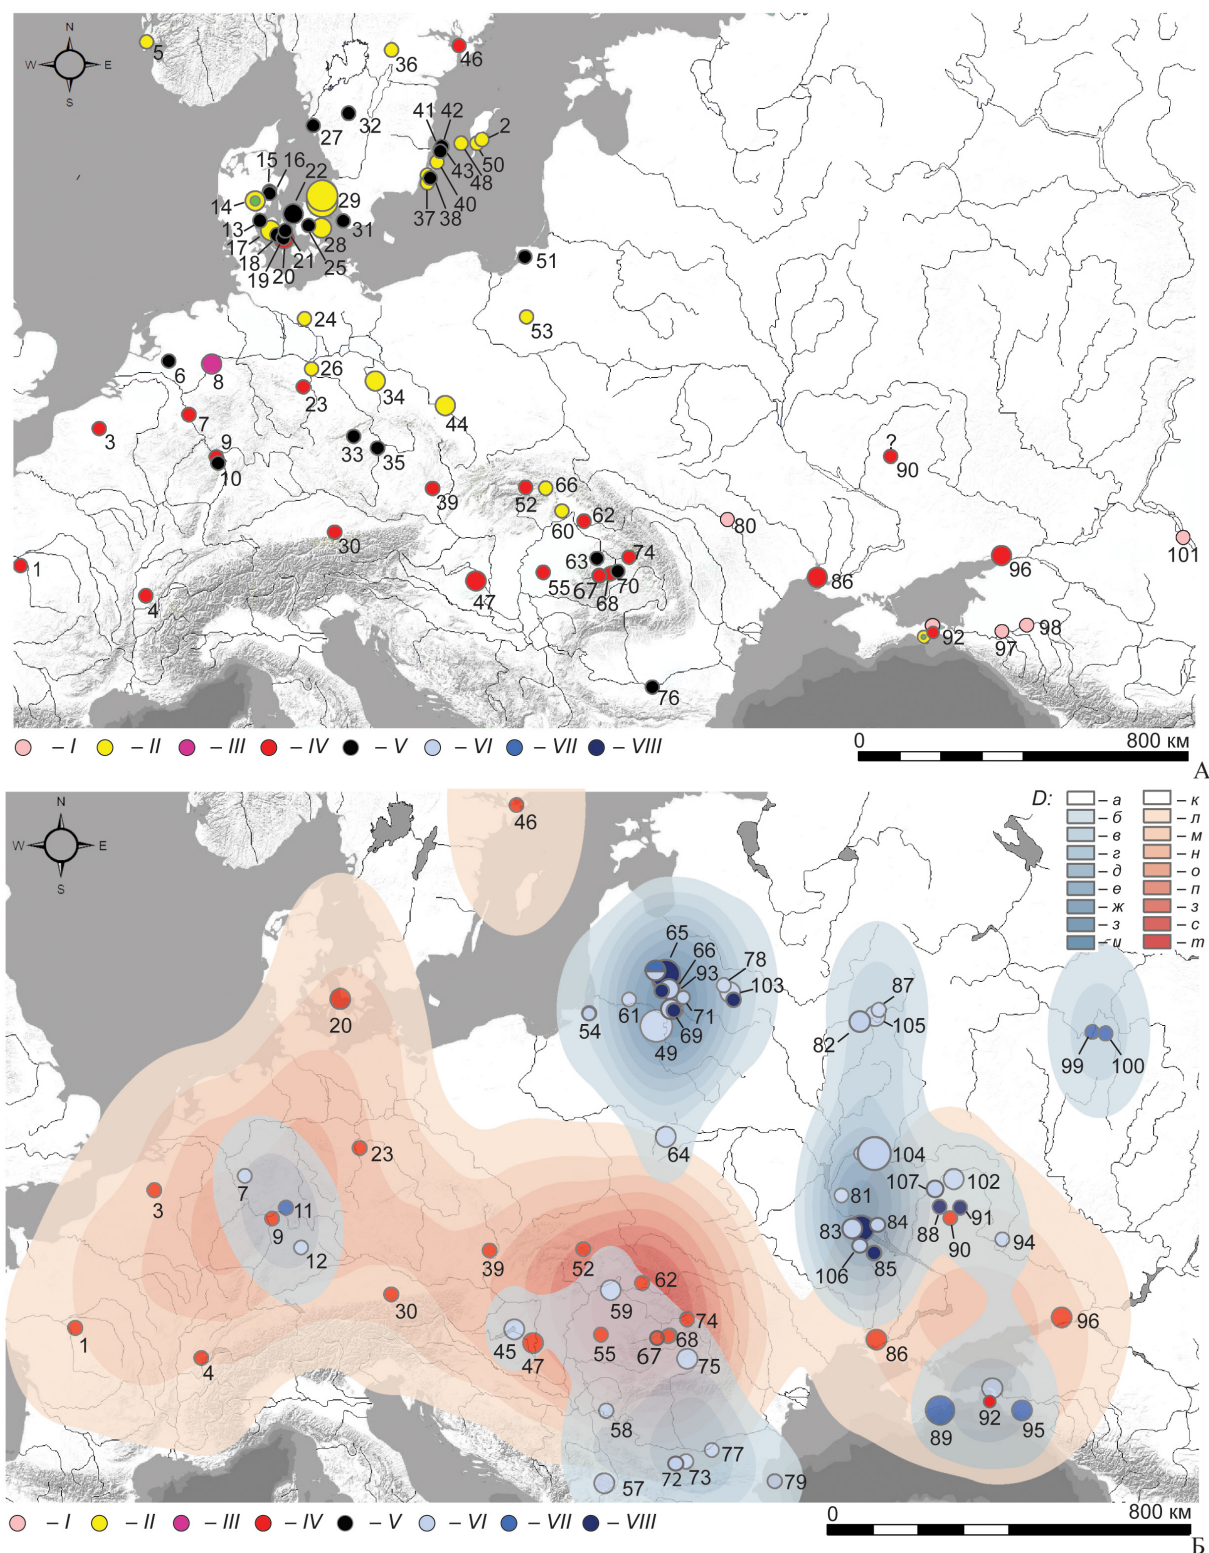 N
W
E
S
5
36
46
41 42
2
27
32
15
16
22
43
48
50
14
29
40
13
31
37
38
17
28
18
21
25
19
20
51
24
53
6
8
26
23
34
7
44
3
9
10
33
35
?
90
39
52
66
60
62
80
101
30
63
74
1
55
67
68
70
86
96
4
47
92
97
98
76
– I
– II
– III
– IV
– V
– VI
– VII
– VIII
0
800 км
А
N
W
E
S
D:
– а
– к
– б
– л
– в
– м
– г
– н
– д
– о
– е
– п
– ж
– з
– з
– с
– и
– т
46
65
66
78
93
103
87
54
61
71
69
49
82
105
99
100
20
64
23
104
7
107
102
3
11
81
9
83
84
88
91
90
94
12
39
52
106
85
59
62
30
74
1
45
47
55
67
68
86
96
4
75
58
92
89
95
77
57
72
73
79
– I
– II
– III
– IV
– V
– VI
– VII
– VIII
0
800 км
Б